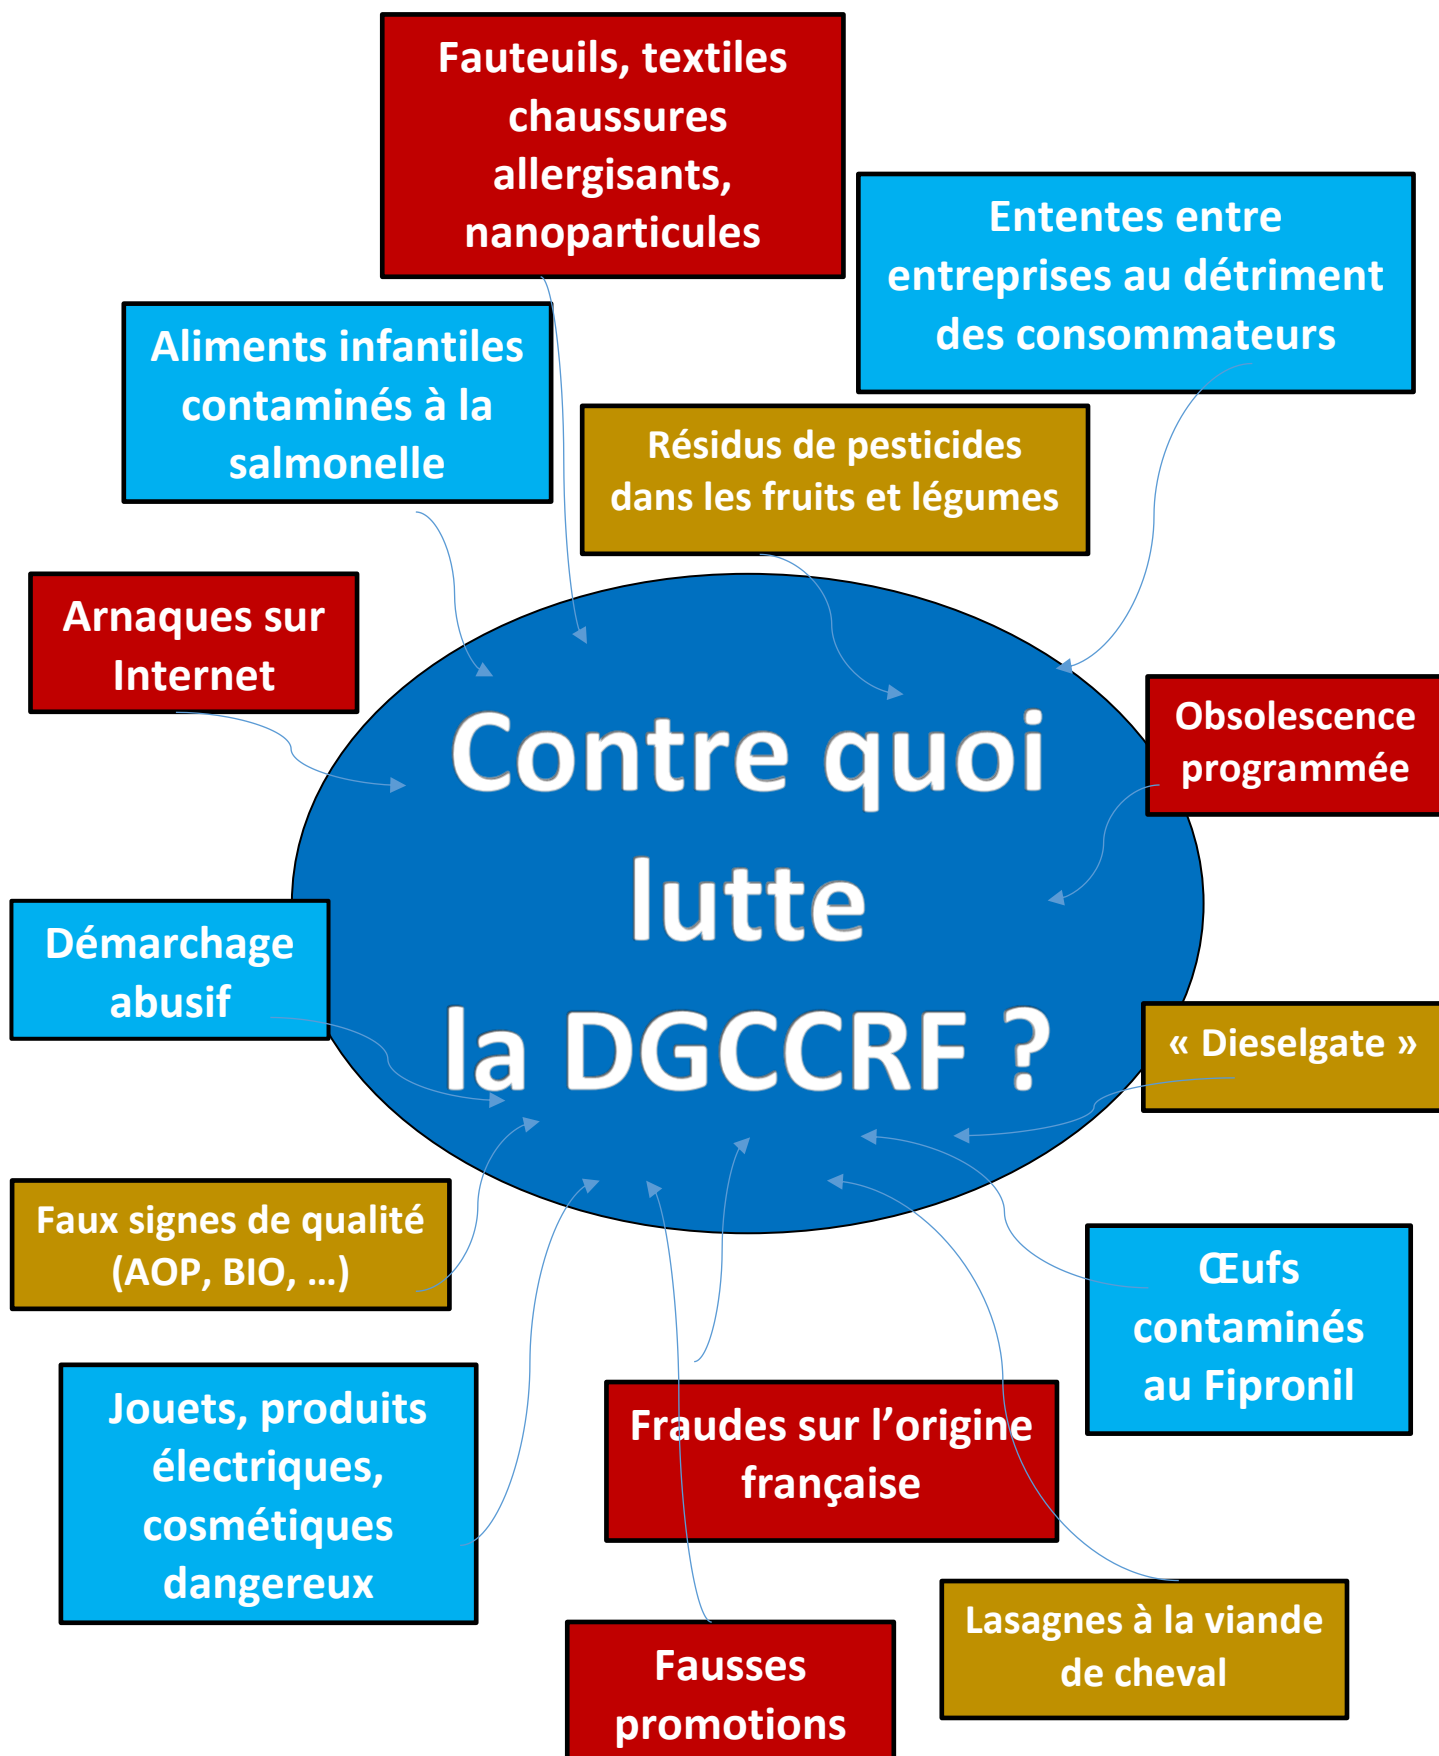 Fauteuils, textiles
chaussures
allergisants,
nanoparticules
Ententes entre
entreprises au détriment
des consommateurs
Aliments infantiles
contaminés à la
salmonelle
Résidus de pesticides
dans les fruits et légumes
Arnaques sur
Internet
Obsolescence
programmée
Contre quoi
lutte
la DGCCRF ?
Démarchage
abusif
« Dieselgate »
Faux signes de qualité
(AOP, BIO, …)
Œufs
contaminés
au Fipronil
Jouets, produits
électriques,
cosmétiques
dangereux
Fraudes sur l’origine
française
Lasagnes à la viande
de cheval
Fausses
promotions